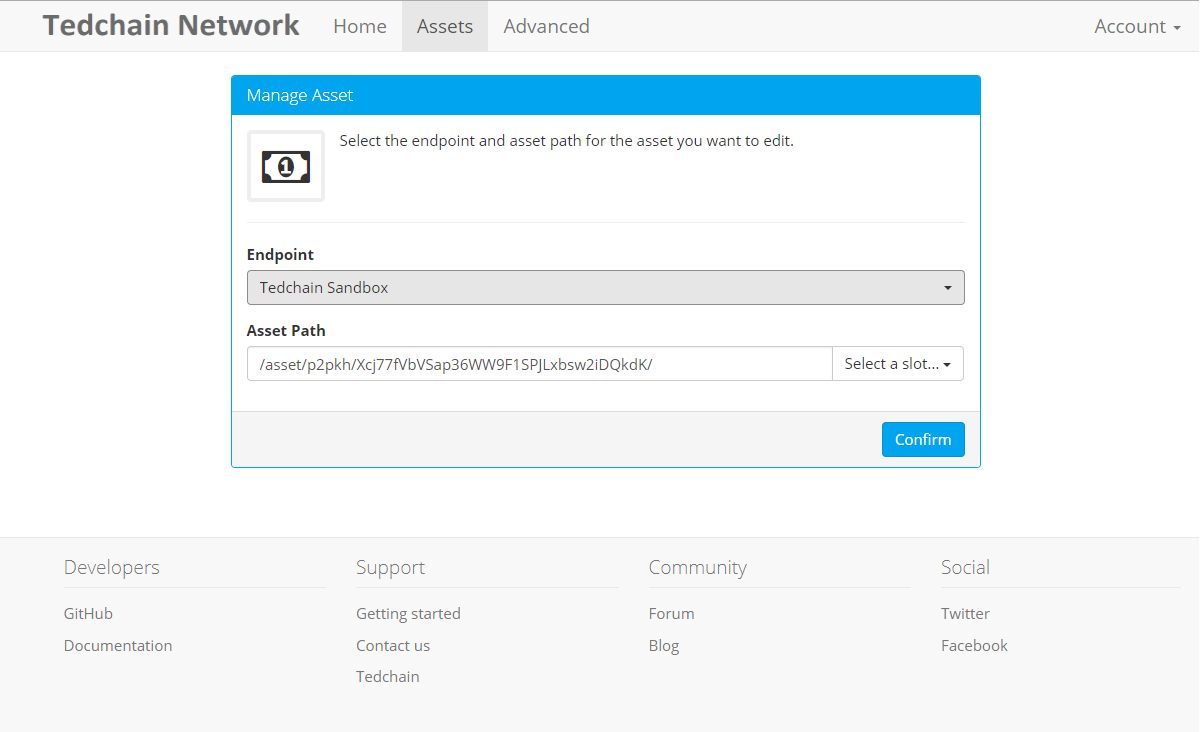 Tedchain Network Home Assets Advanced Account
Manage Asset
1
Select the endpoint and asset path for the asset you want to edit.
Endpoint
Tedchain Sandbox
Asset Path
/asset/p2pkh/Xcj77fVbVSap36WW9F1SPJLxbsw2iDQkdK/ Select a slot...
Confirm
Developers Support Community Social
GitHub Getting started Forum Twitter
Documentation Contact us Blog Facebook
Tedchain